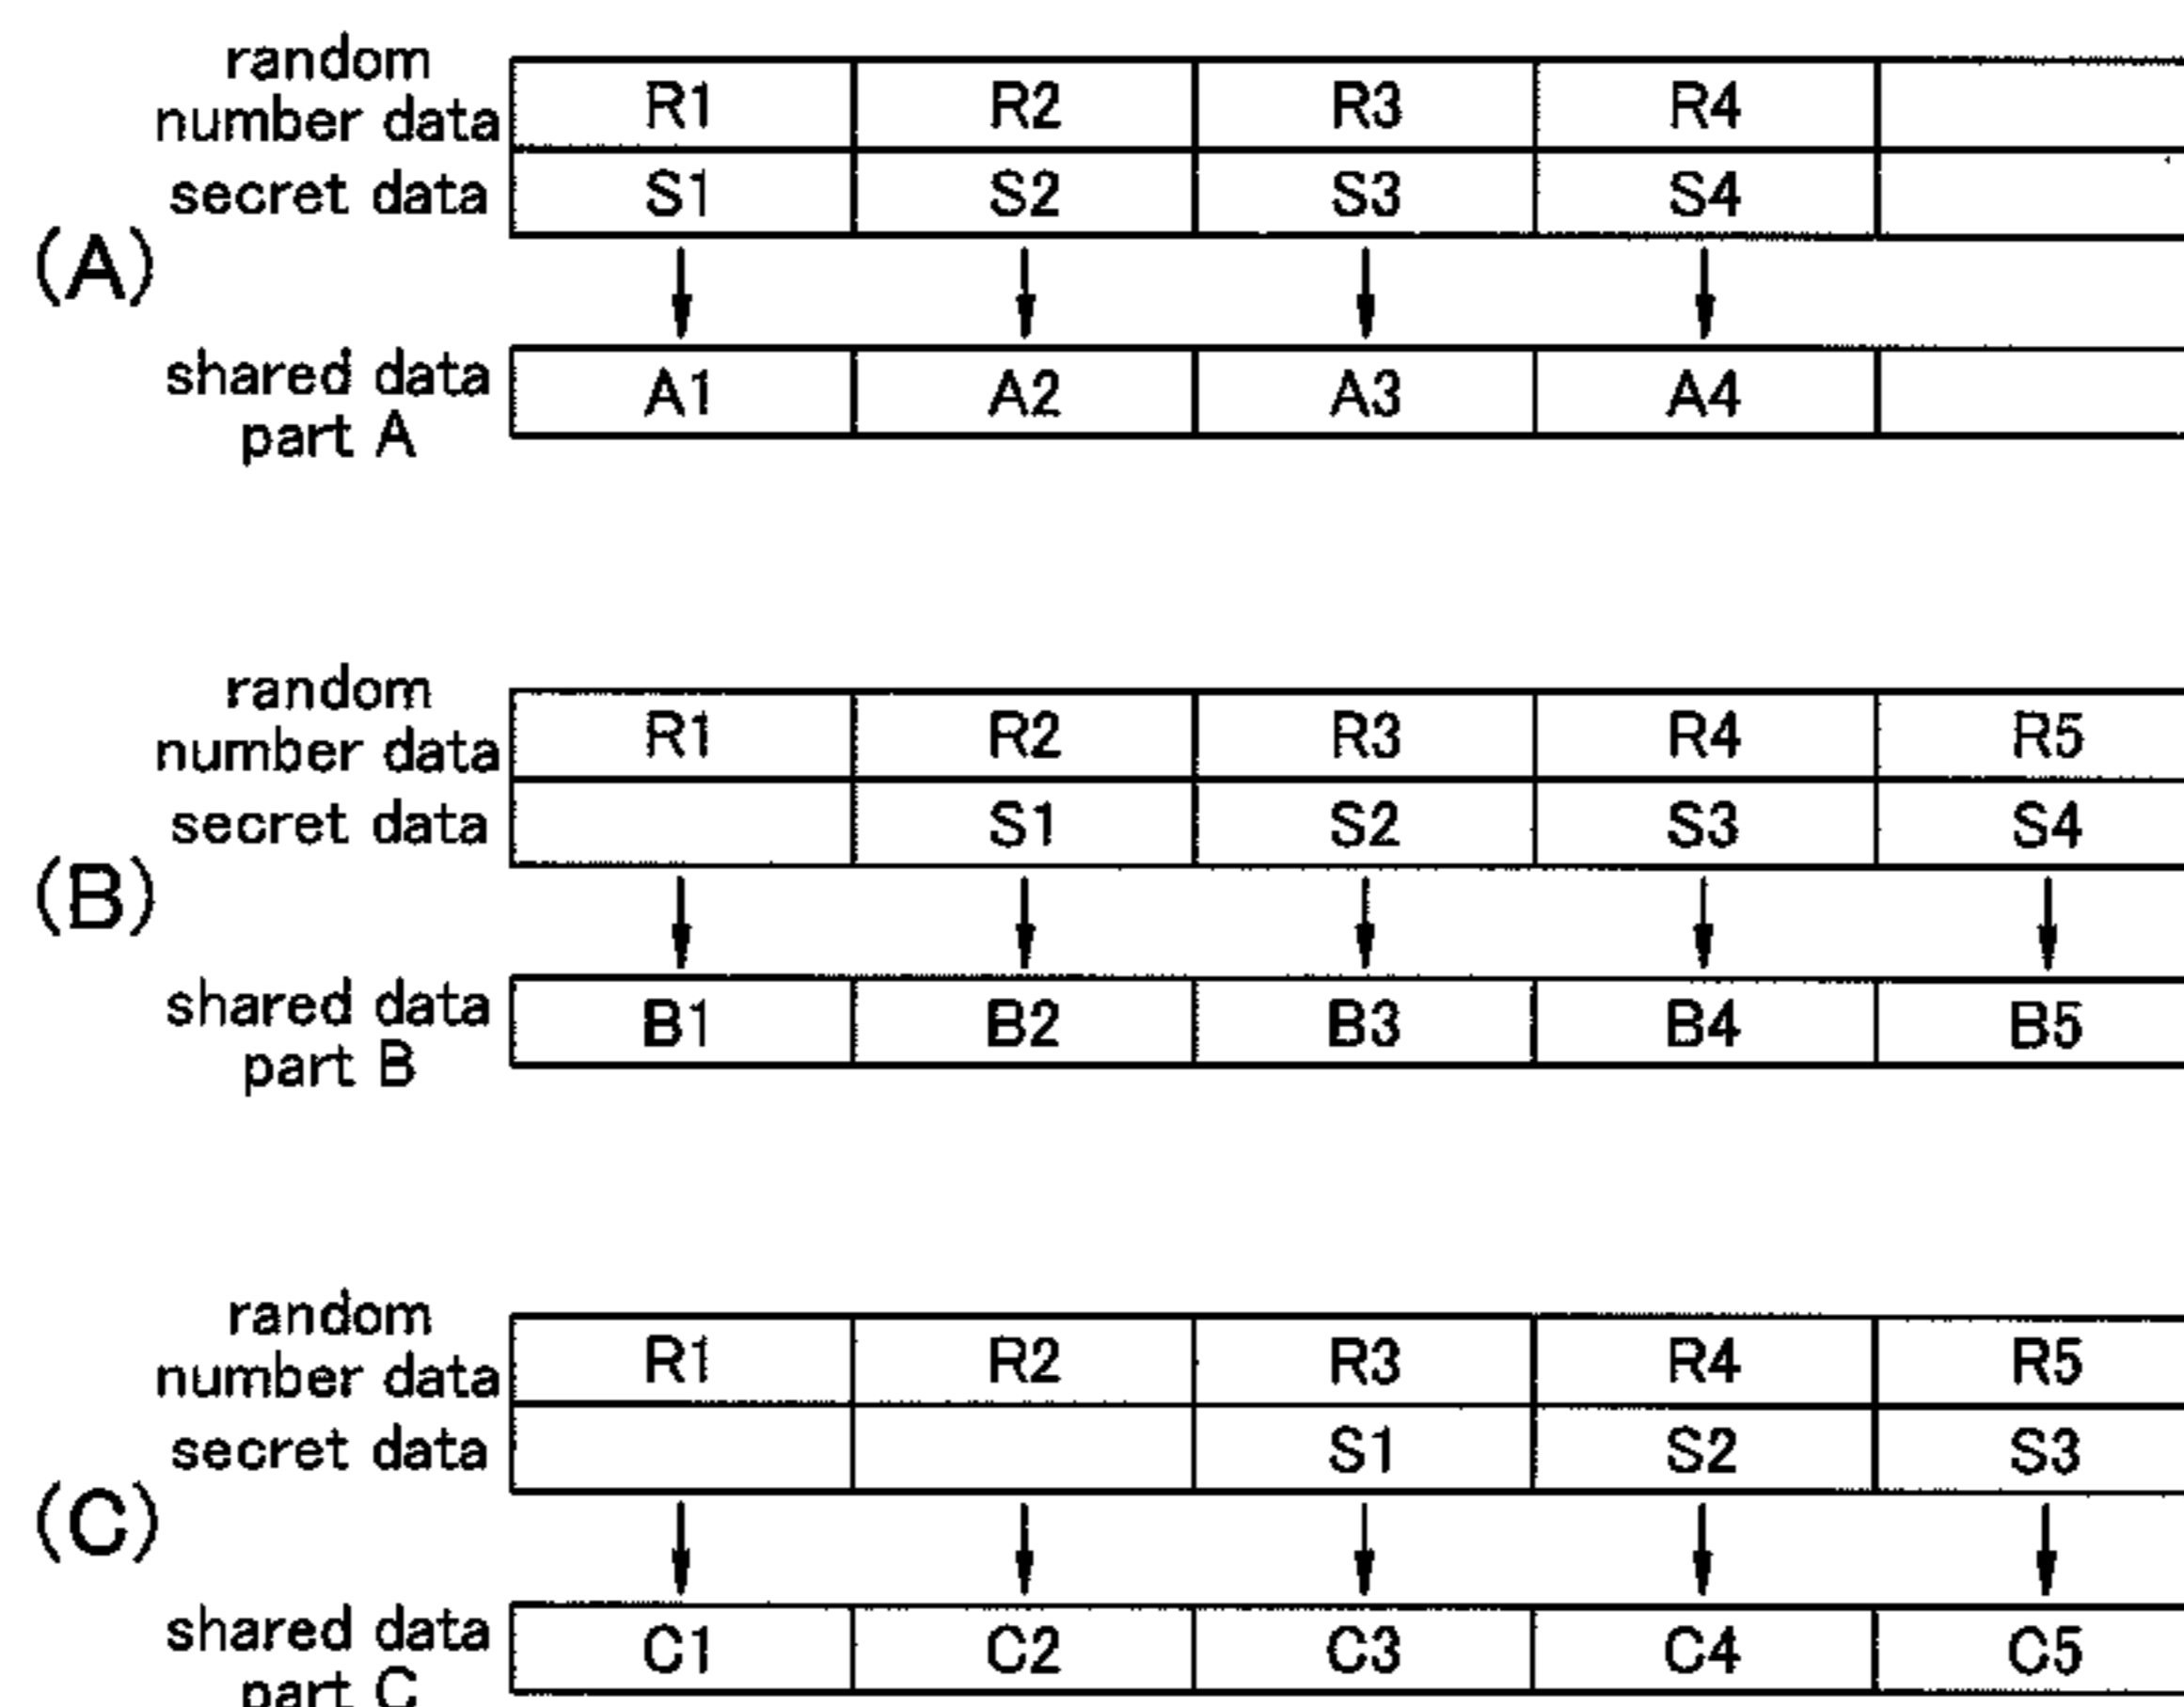 random
number data R1 R2 R3 R4
secret data S1 S2 S3 S4
(A)
shared data
part A A1 A2 A3 A4
random
number data R1 R2 R3 R4 R5
secret data S1 S2 S3 S4
(B)
shared data
part B B1 B2 B3 B4 B5
random
number data R1 R2 R3 R4 R5
secret data S1 S2 S3
(C)
shared data
part C C1 C2 C3 C4 C5